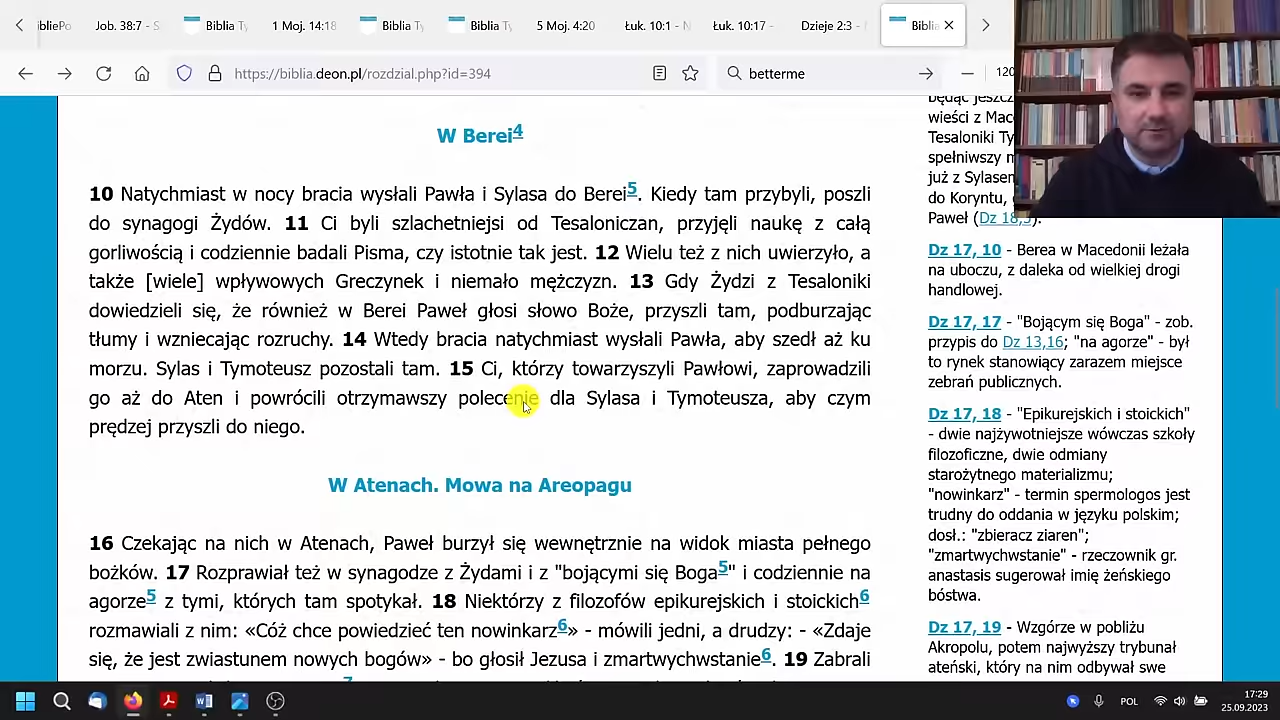 bliePo
Job. 38:7 - S
Biblia Ty
1 Moj. 14:18
Biblia Ty
Biblia Ty
5 Moj. 4:20
Łuk. 10:1 - N
Łuk. 10:17 -
Dzieje 2:3 -
Biblia
https://biblia.deon.pl/rozdzial.php?id=394
betterme
120
W Berei4
10 Natychmiast w nocy bracia wysłali Pawła i Sylasa do Berei5. Kiedy tam przybyli, poszli
do synagogi Żydów. 11 Ci byli szlachetniejsi od Tesaloniczan, przyjęli naukę z całą
gorliwością i codziennie badali Pisma, czy istotnie tak jest. 12 Wielu też z nich uwierzyło, a
także [wiele] wpływowych Greczynek i niemało mężczyzn. 13 Gdy Żydzi z Tesaloniki
dowiedzieli się, że również w Berei Paweł głosi słowo Boże, przyszli tam, podburzając
tłumy i wzniecając rozruchy. 14 Wtedy bracia natychmiast wysłali Pawła, aby szedł aż ku
morzu. Sylas i Tymoteusz pozostali tam. 15 Ci, którzy towarzyszyli Pawłowi, zaprowadzili
go aż do Aten i powrócili otrzymawszy polecenie dla Sylasa i Tymoteusza, aby czym
prędzej przyszli do niego.
W Atenach. Mowa na Areopagu
16 Czekając na nich w Atenach, Paweł burzył się wewnętrznie na widok miasta pełnego
bożków. 17 Rozprawiał też w synagodze z Żydami i z "bojącymi się Boga5" i codziennie na
agorze5 z tymi, których tam spotykał. 18 Niektórzy z filozofów epikurejskich i stoickich6
rozmawiali z nim: «Cóż chce powiedzieć ten nowinkarz6» - mówili jedni, a drudzy: - «Zdaje
się, że jest zwiastunem nowych bogów» - bo głosił Jezusa i zmartwychwstanie6. 19 Zabrali
7
będąc jeszcz
wieści z Mac
Tesaloniki Ty
spełniwszy m
już z Sylasem
do Koryntu,
Paweł (Dz 18,5).
Dz 17, 10 - Berea w Macedonii leżała
na uboczu, z daleka od wielkiej drogi
handlowej.
Dz 17, 17 - "Bojącym się Boga" - zob.
przypis do Dz 13,16; "na agorze" - był
to rynek stanowiący zarazem miejsce
zebrań publicznych.
Dz 17, 18 - "Epikurejskich i stoickich"
- dwie najżywotniejsze wówczas szkoły
filozoficzne, dwie odmiany
starożytnego materializmu;
"nowinkarz" - termin spermologos jest
trudny do oddania w języku polskim;
dosł.: "zbieracz ziaren";
"zmartwychwstanie" - rzeczownik gr.
anastasis sugerował imię żeńskiego
bóstwa.
Dz 17, 19 - Wzgórze w pobliżu
Akropolu, potem najwyższy trybunał
ateński, który na nim odbywał swe
POL
17:29
25.09.2023